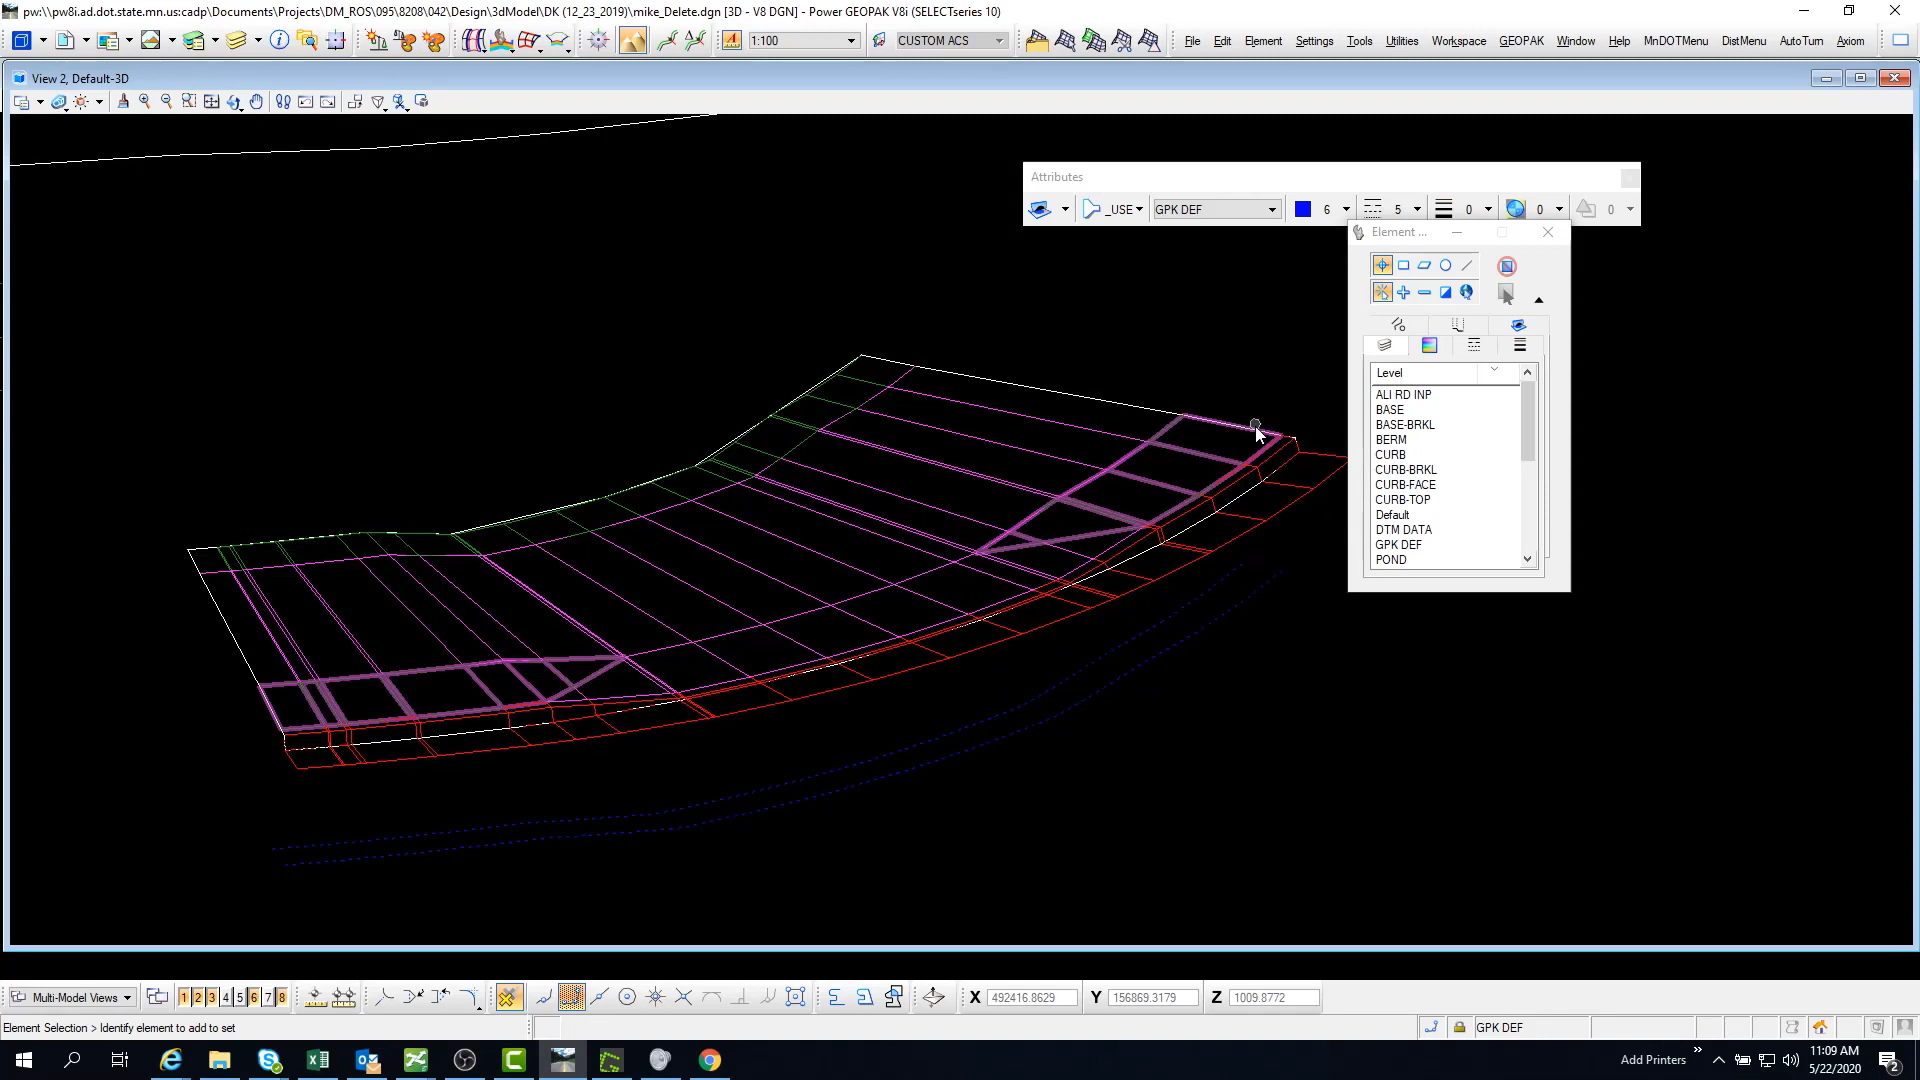 pw:\\pw8i.ad.dot.state.mn.us:cadp\Documents\Projects\DM_ROS\095\8208\042\Design\3dModel\DK (12_23_2019)\mike_Delete.dgn [3D - V8 DGN] - Power GEOPAK V8i (SELECTseries 10)
1:100 CUSTOM ACS File Edit Element Settings Tools Utilities Workspace GEOPAK Window Help MnDOTMenu DistMenu AutoTurn Axiom
View 2, Default-3D
Attributes
_USE GPK DEF 6 5 0 0 0
Element ...
Level
ALI RD INP
BASE
BASE-BRKL
BERM
CURB
CURB-BRKL
CURB-FACE
CURB-TOP
Default
DTM DATA
GPK DEF
POND
Multi-Model Views 1 2 3 4 5 6 7 8 X 492416.8629 Y 156869.3179 Z 1009.8772
Element Selection > Identify element to add to set GPK DEF
Add Printers » 11:09 AM
5/22/2020 2